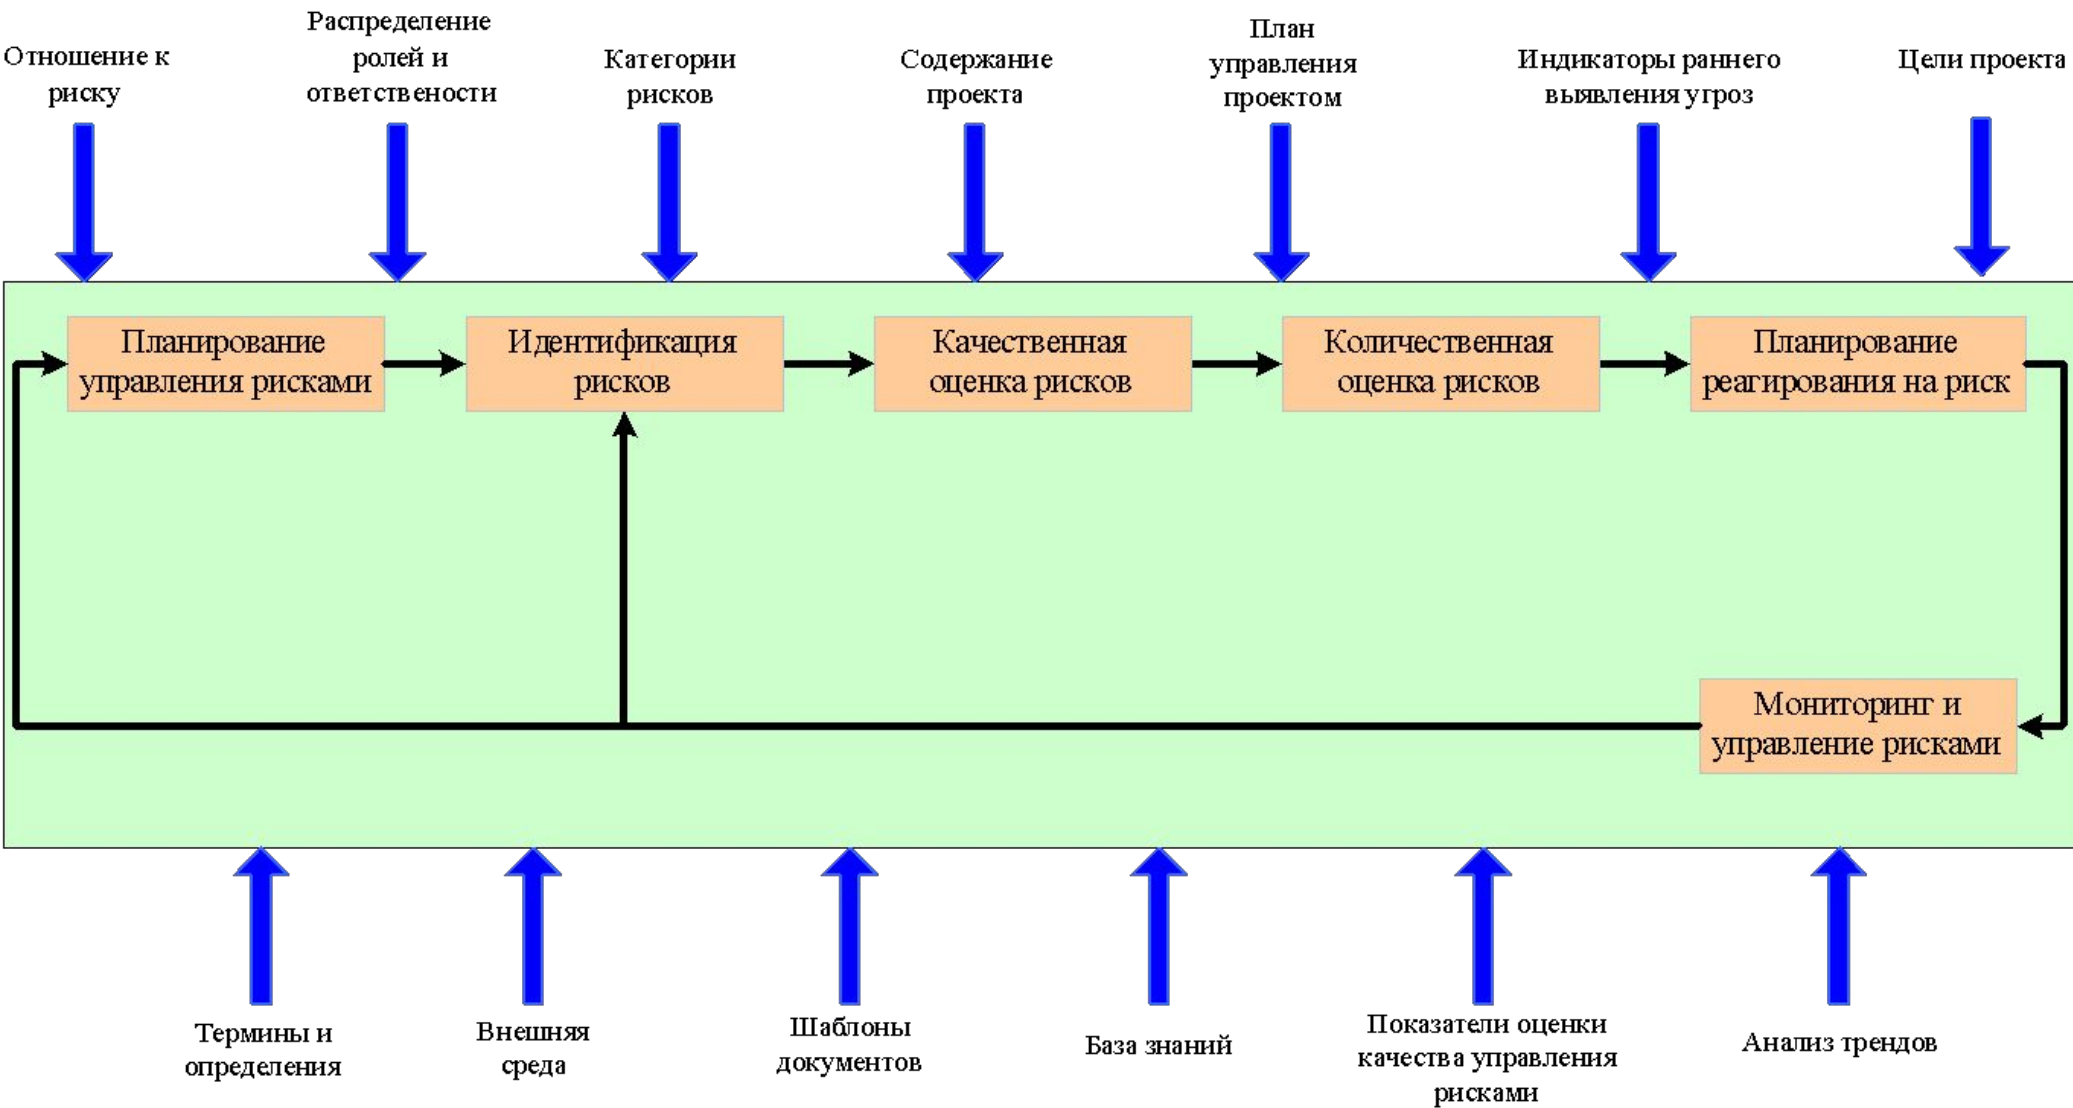 Отношение к
риску
Распределение
ролей и
ответствености
Категории
рисков
Содержание
проекта
План
управления
проектом
Индикаторы раннего
выявления угроз
Цели проекта
Планирование
управления рисками
Идентификация
рисков
Качественная
оценка рисков
Количественная
оценка рисков
Планирование
реагирования на риск
Мониторинг и
управление рисками
Термины и
определения
Внешняя
среда
Шаблоны
документов
База знаний
Показатели оценки
качества управления
рисками
Анализ трендов